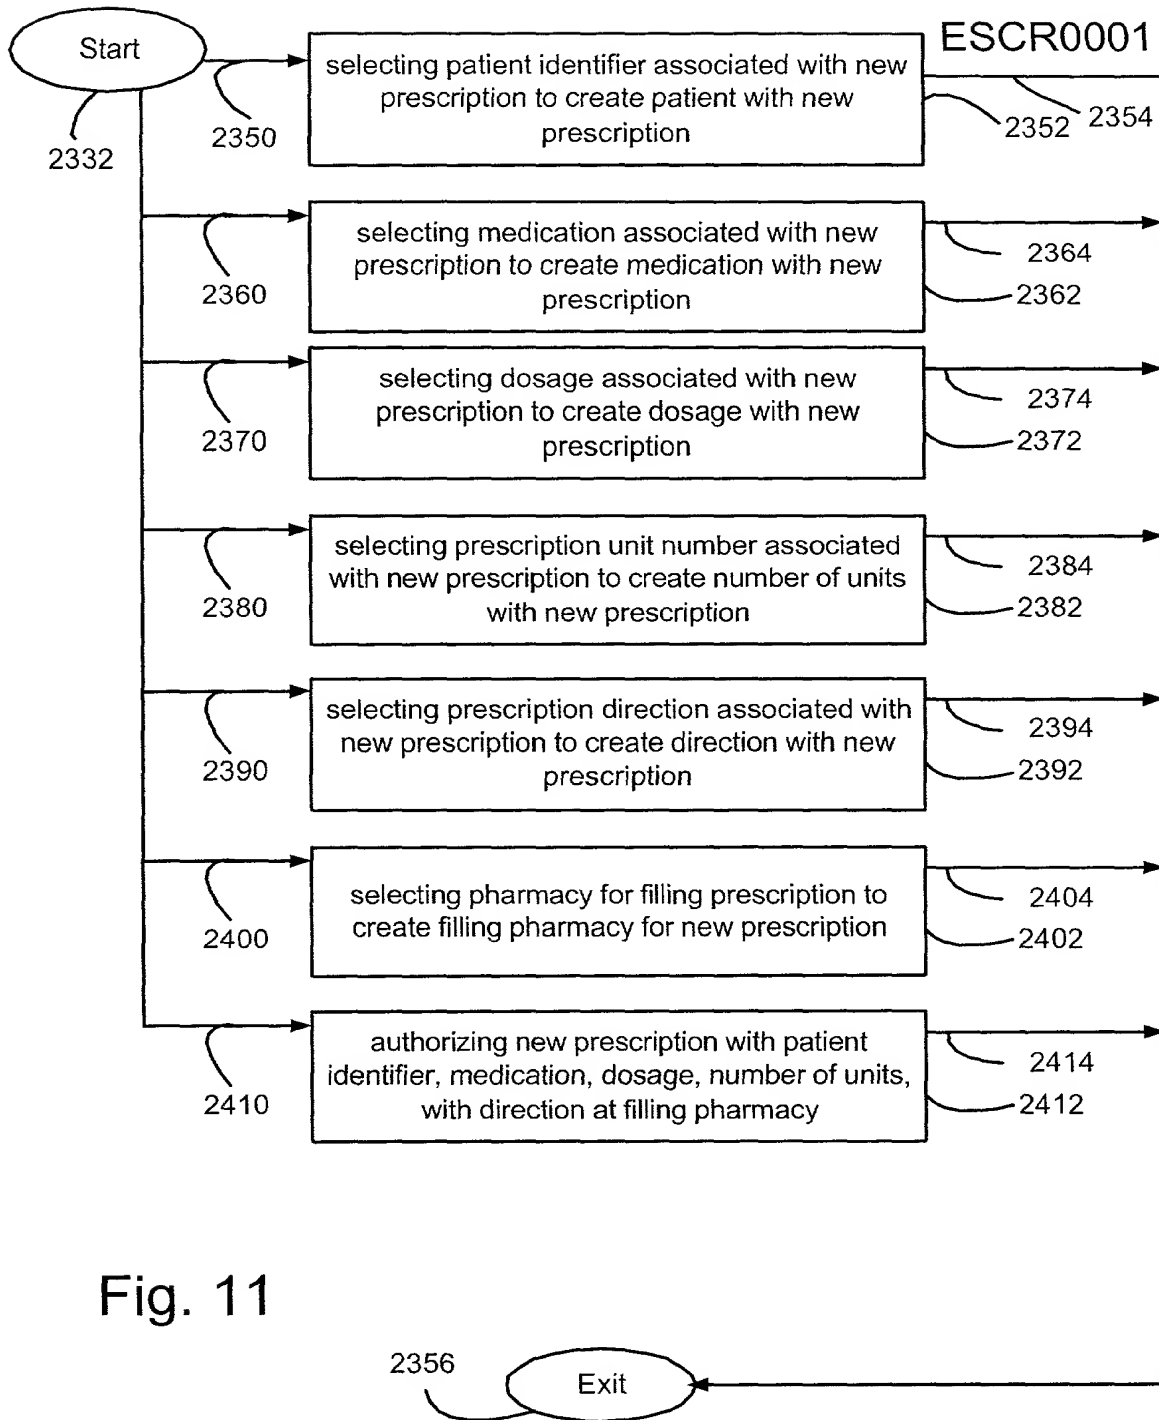 Start
ESCR0001
selecting patient identifier associated with new
prescription to create patient with new
prescription
2332
2350
2352
2354
selecting medication associated with new
prescription to create medication with new
prescription
2360
2364
2362
selecting dosage associated with new
prescription to create dosage with new
prescription
2370
2374
2372
selecting prescription unit number associated
with new prescription to create number of units
with new prescription
2380
2384
2382
selecting prescription direction associated with
new prescription to create direction with new
prescription
2390
2394
2392
selecting pharmacy for filling prescription to
create filling pharmacy for new prescription
2400
2404
2402
authorizing new prescription with patient
identifier, medication, dosage, number of units,
with direction at filling pharmacy
2410
2414
2412
Fig. 11
2356
Exit